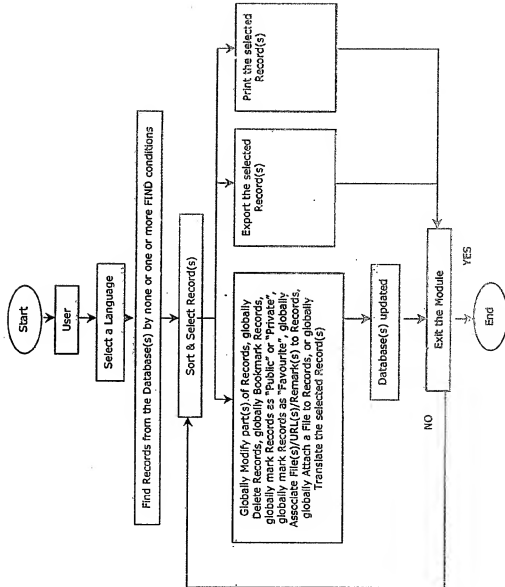 Start
User
Select a Language
Find Records from the Database(s) by none or one or more FIND conditions
Sort & Select Record(s)
Globally Modify part(s) of Records, globally
Delete Records, globally Bookmark Records,
globally mark Records as "Public" or "Private",
globally mark Records as "Favourite", globally
Associate File(s)/URL(s)/Remark(s) to Records,
globally Attach a File to Records, or globally
Translate the selected Record(s)
Export the selected
Record(s)
Print the selected
Record(s)
Database(s) updated
Exit the Module
NO
YES
End